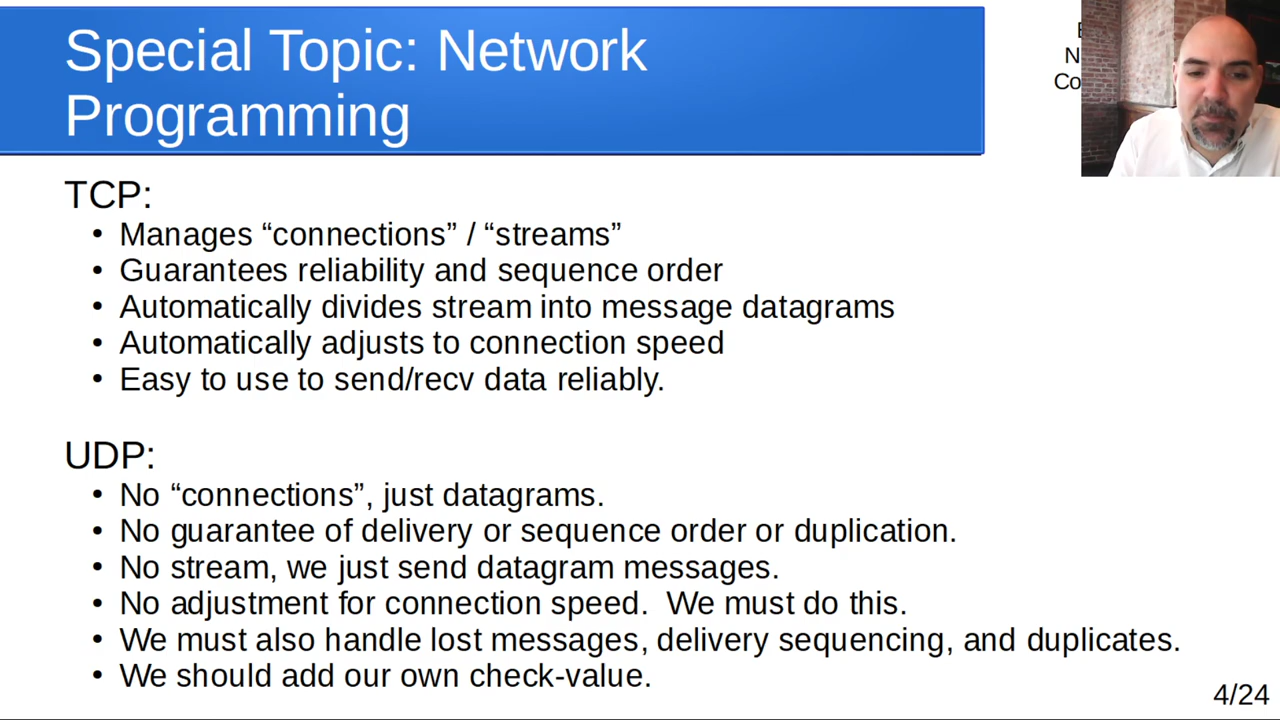 Special Topic: Network
Programming
TCP:
• Manages “connections” / “streams”
• Guarantees reliability and sequence order
• Automatically divides stream into message datagrams
• Automatically adjusts to connection speed
• Easy to use to send/recv data reliably.
UDP:
• No “connections”, just datagrams.
• No guarantee of delivery or sequence order or duplication.
• No stream, we just send datagram messages.
• No adjustment for connection speed.  We must do this.
• We must also handle lost messages, delivery sequencing, and duplicates.
• We should add our own check-value.
4/24